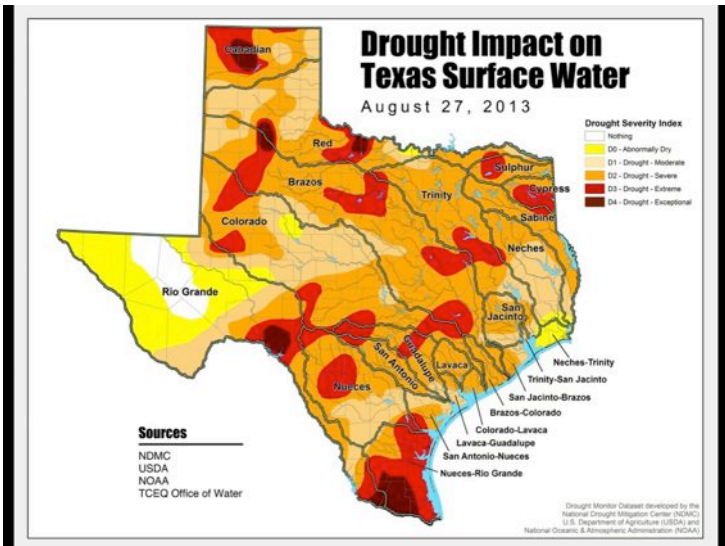 Drought Impact on
Texas Surface Water
August 27, 2013
Drought Severity Index
Nothing
D0 - Abnormally Dry
D1 - Drought - Moderate
D2 - Drought - Severe
D3 - Drought - Extreme
D4 - Drought - Exceptional
Canadian
Red
Sulphur
Brazos
Trinity
Cypress
Sabine
Colorado
Neches
Rio Grande
San
Jacinto
Guadalupe
San Antonio
Lavaca
Nueces
Neches-Trinity
Trinity-San Jacinto
San Jacinto-Brazos
Brazos-Colorado
Colorado-Lavaca
Lavaca-Guadalupe
San Antonio-Nueces
Nueces-Rio Grande
Sources
NDMC
USDA
NOAA
TCEQ Office of Water
Drought Monitor Dataset developed by the
National Drought Mitigation Center (NDMC)
U.S. Department of Agriculture (USDA) and
National Oceanic & Atmospheric Administration (NOAA)